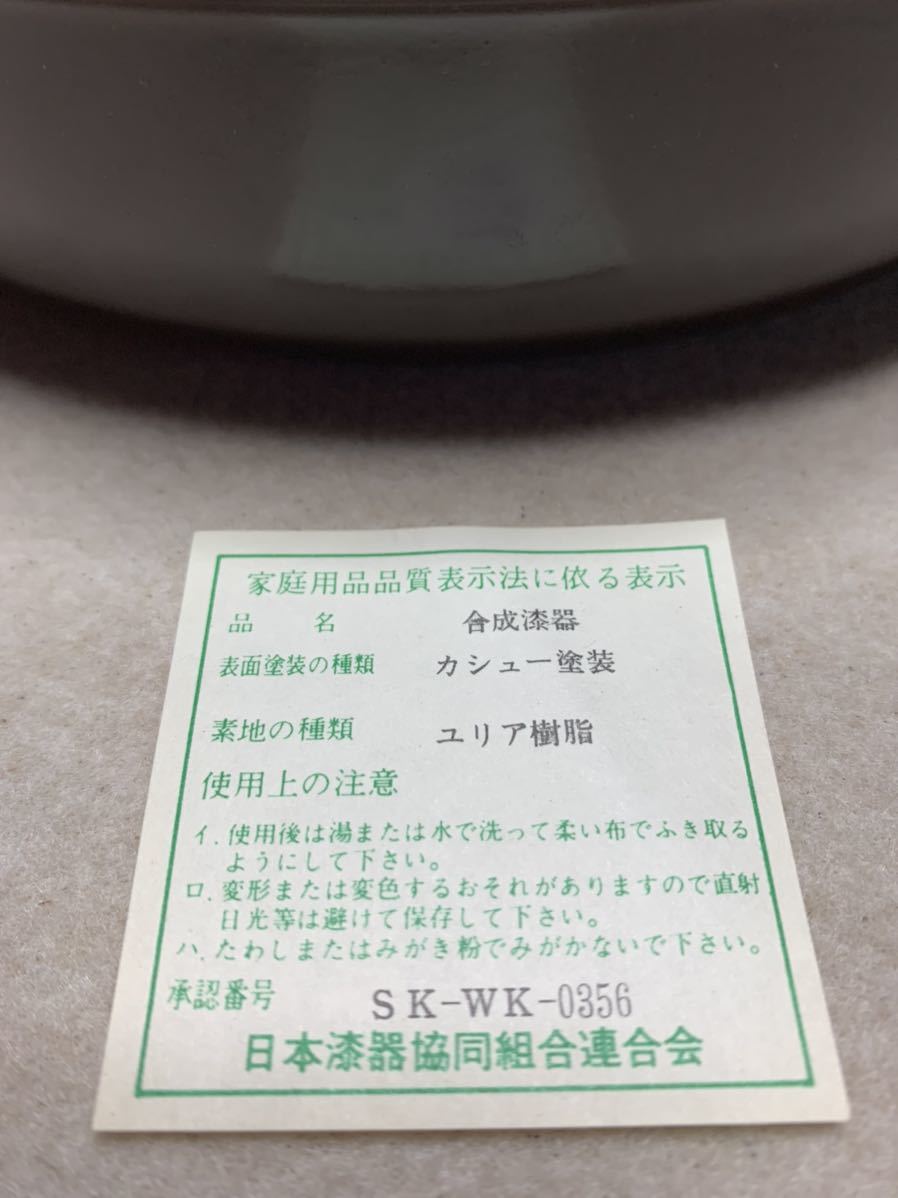 家庭用品品質表示法に依る表示
品 名 合成漆器
表面塗装の種類 カシュー塗装
素地の種類 ユリア樹脂
使用上の注意
イ. 使用後は湯または水で洗って柔い布でふき取る
ようにして下さい。
ロ. 変形または変色するおそれがありますので直射
日光等は避けて保存して下さい。
ハ. たわしまたはみがき粉でみがかないで下さい。
承認番号 SK-WK-0356
日本漆器協同組合連合会